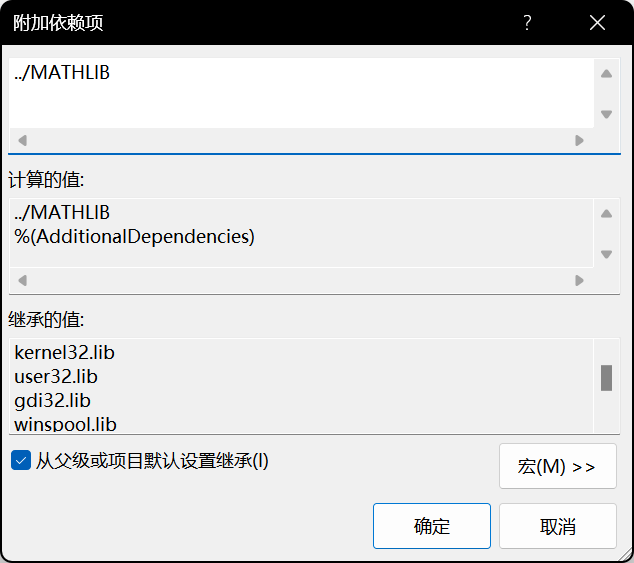 附加依赖项
../MATHLIB
计算的值:
../MATHLIB
%(AdditionalDependencies)
继承的值:
kernel32.lib
user32.lib
gdi32.lib
winspool.lib
从父级或项目默认设置继承(I)
宏(M) >>
确定
取消